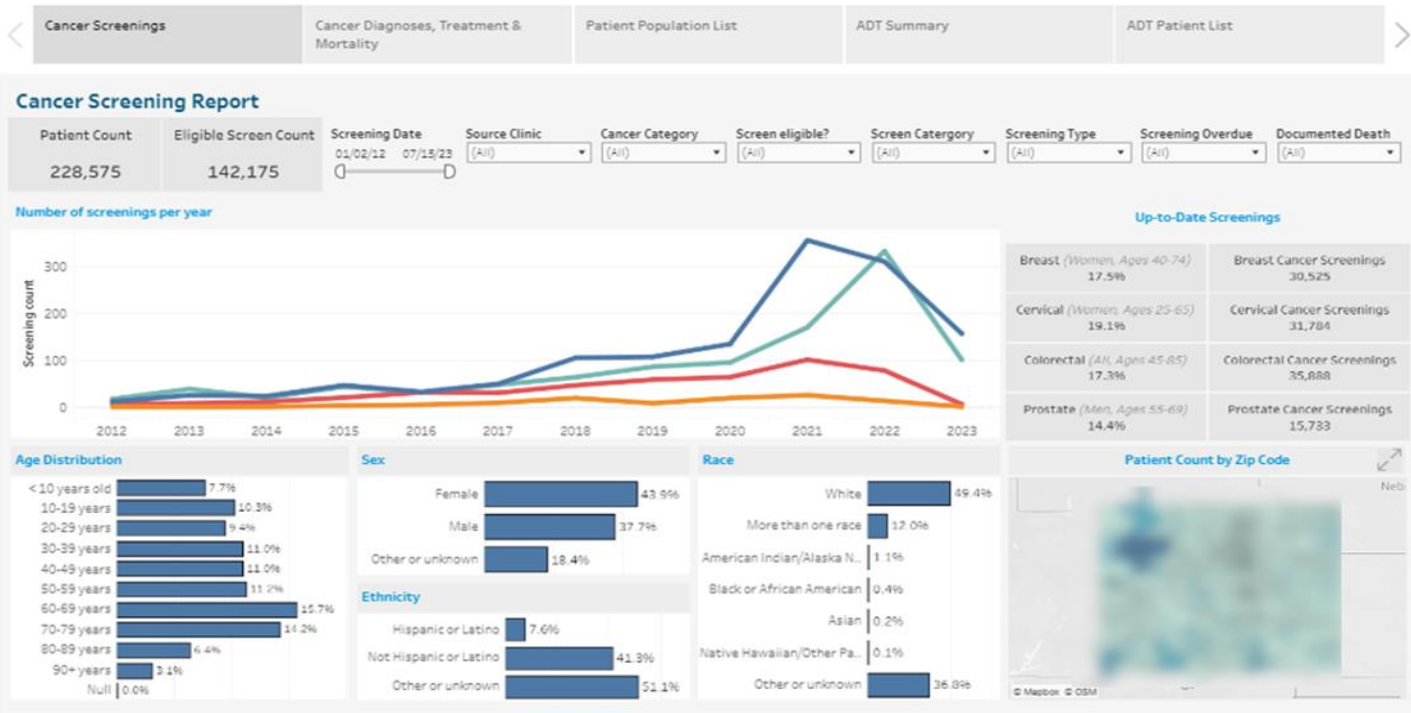 Cancer Screenings
Cancer Diagnoses, Treatment &
Mortality
Patient Population List
ADT Summary
ADT Patient List
Cancer Screening Report
Patient Count
228,575
Eligible Screen Count
142,175
Screening Date
01/02/12 07/15/23
Source Clinic
(All)
Cancer Category
(All)
Screen eligible?
(All)
Screen Catergory
(All)
Screening Type
(All)
Screening Overdue
(All)
Documented Death
(All)
Number of screenings per year
Screening count
300
200
100
0
2012 2013 2014 2015 2016 2017 2018 2019 2020 2021 2022 2023
Up-to-Date Screenings
Breast (Women, Ages 40-74)
17.5%
Breast Cancer Screenings
30,525
Cervical (Women, Ages 25-65)
19.1%
Cervical Cancer Screenings
31,784
Colorectal (All, Ages 45-85)
17.3%
Colorectal Cancer Screenings
35,888
Prostate (Men, Ages 55-69)
14.4%
Prostate Cancer Screenings
15,733
Age Distribution
<10 years old 7.7%
10-19 years 10.3%
20-29 years 9.4%
30-39 years 11.0%
40-49 years 11.0%
50-59 years 11.2%
60-69 years 15.7%
70-79 years 14.2%
80-89 years 6.4%
90+ years 3.1%
Null 0.0%
Sex
Female 43.9%
Male 37.7%
Other or unknown 18.4%
Ethnicity
Hispanic or Latino 7.6%
Not Hispanic or Latino 41.3%
Other or unknown 51.1%
Race
White 49.4%
More than one race 12.0%
American Indian/Alaska N.. 1.1%
Black or African American 0.4%
Asian 0.2%
Native Hawaiian/Other Pa.. 0.1%
Other or unknown 36.8%
Patient Count by Zip Code
Neb
© Mapbox © OSM